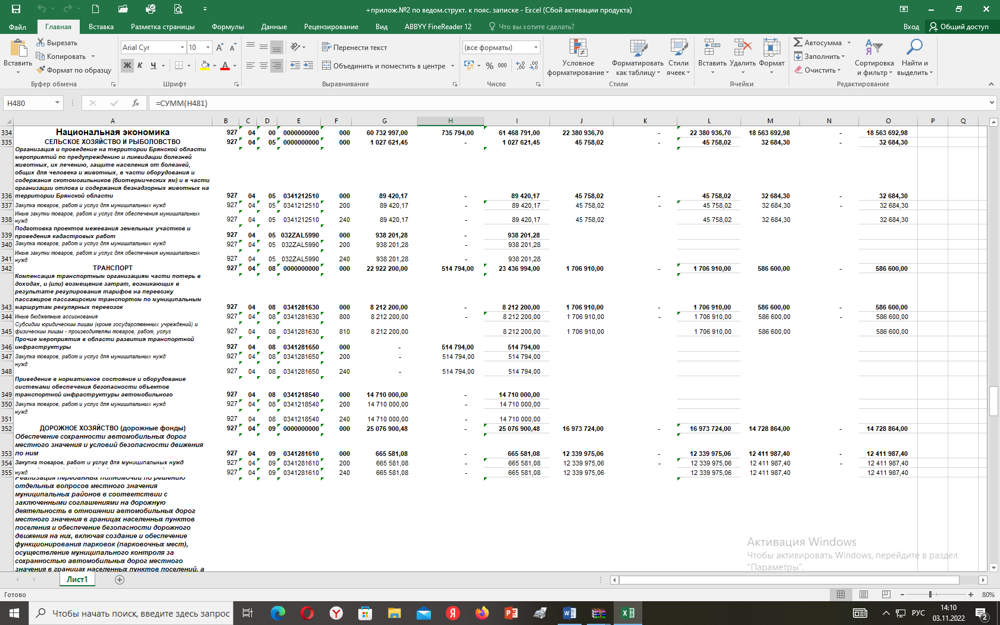 +прилож.№2 по ведом.структ. к пояс. записке - Excel (Сбой активации продукта)
Файл Главная Вставка Разметка страницы Формулы Данные Рецензирование Вид ABBYY FineReader 12 Что вы хотите сделать? Вход Общий доступ
Вставить Вырезать Копировать Формат по образцу
Arial Cyr 10
Ж К Ч
Перенести текст
Объединить и поместить в центре
(все форматы)
% 000
Условное форматирование Форматировать как таблицу Стили ячеек
Вставить Удалить Формат
Автосумма
Заполнить
Очистить
Сортировка и фильтр Найти и выделить
Буфер обмена Шрифт Выравнивание Число Стили Ячейки Редактирование
H480 fx =СУММ(H481)
A B C D E F G H I J K L M N O P Q
334 Национальная экономика 927 04 00 0000000000 000 60 732 997,00 735 794,00 61 468 791,00 22 380 936,70 - 22 380 936,70 18 563 692,98 - 18 563 692,98
335 СЕЛЬСКОЕ ХОЗЯЙСТВО И РЫБОЛОВСТВО 927 04 05 0000000000 000 1 027 621,45 - 1 027 621,45 45 758,02 - 45 758,02 32 684,30 - 32 684,30
Организация и проведение на территории Брянской области
мероприятий по предупреждению и ликвидации болезней
животных, их лечению, защите населения от болезней,
общих для человека и животных, в части оборудования и
содержания скотомогильников (биотермических ям) и в части
организации отлова и содержания безнадзорных животных на
336 территории Брянской области 927 04 05 0341212510 000 89 420,17 - 89 420,17 45 758,02 - 45 758,02 32 684,30 - 32 684,30
337 Закупка товаров, работ и услуг для муниципальных нужд 927 04 05 0341212510 200 89 420,17 - 89 420,17 45 758,02 - 45 758,02 32 684,30 - 32 684,30
Иные закупки товаров, работ и услуг для обеспечения муниципальных
338 нужд 927 04 05 0341212510 240 89 420,17 - 89 420,17 45 758,02 45 758,02 32 684,30 32 684,30
Подготовка проектов межевания земельных участков и
339 проведения кадастровых работ 927 04 05 032ZAL5990 000 938 201,28 - 938 201,28
340 Закупка товаров, работ и услуг для муниципальных нужд 927 04 05 032ZAL5990 200 938 201,28 - 938 201,28
Иные закупки товаров, работ и услуг для обеспечения муниципальных
341 нужд 927 04 05 032ZAL5990 240 938 201,28 - 938 201,28
342 ТРАНСПОРТ 927 04 08 0000000000 000 22 922 200,00 514 794,00 23 436 994,00 1 706 910,00 - 1 706 910,00 586 600,00 - 586 600,00
Компенсация транспортным организациям части потерь в
доходах, и (или) возмещение затрат, возникающих в
результате регулирования тарифов на перевозку
пассажиров пассажирским транспортом по муниципальным
343 маршрутам регулярных перевозок 927 04 08 0341281630 000 8 212 200,00 - 8 212 200,00 1 706 910,00 - 1 706 910,00 586 600,00 - 586 600,00
344 Иные бюджетные ассигнования 927 04 08 0341281630 800 8 212 200,00 - 8 212 200,00 1 706 910,00 - 1 706 910,00 586 600,00 - 586 600,00
Субсидии юридическим лицам (кроме государственных учреждений) и
345 физическим лицам - производителям товаров, работ, услуг 927 04 08 0341281630 810 8 212 200,00 8 212 200,00 1 706 910,00 1 706 910,00 586 600,00 586 600,00
Прочие мероприятия в области развития транспортной
346 инфраструктуры 927 04 08 0341281650 000 - 514 794,00 514 794,00
347 Закупка товаров, работ и услуг для муниципальных нужд 927 04 08 0341281650 200 - 514 794,00 514 794,00
348 нужд 927 04 08 0341281650 240 - 514 794,00 514 794,00
Приведение в нормативное состояние и оборудование
системами обеспечения безопасности объектов
349 транспортной инфраструктуры автомобильного 927 04 08 0341218540 000 14 710 000,00 - 14 710 000,00
350 Закупка товаров, работ и услуг для муниципальных нужд 927 04 08 0341218540 200 14 710 000,00 - 14 710 000,00
351 нужд 927 04 08 0341218540 240 14 710 000,00 - 14 710 000,00
352 ДОРОЖНОЕ ХОЗЯЙСТВО (дорожные фонды) 927 04 09 0000000000 000 25 076 900,48 - 25 076 900,48 16 973 724,00 - 16 973 724,00 14 728 864,00 - 14 728 864,00
Обеспечение сохранности автомобильных дорог
местного значения и условий безопасности движения
353 по ним 927 04 09 0341281610 000 665 581,08 - 665 581,08 12 339 975,06 - 12 339 975,06 12 411 987,40 - 12 411 987,40
354 Закупка товаров, работ и услуг для муниципальных нужд 927 04 09 0341281610 200 665 581,08 - 665 581,08 12 339 975,06 - 12 339 975,06 12 411 987,40 - 12 411 987,40
355 нужд 927 04 09 0341281610 240 665 581,08 - 665 581,08 12 339 975,06 12 339 975,06 12 411 987,40 12 411 987,40
Реализация переданных полномочий по решению
отдельных вопросов местного значения
муниципальных районов в соответствии с
заключенными соглашениями на дорожную
деятельность в отношении автомобильных дорог
местного значения в границах населенных пунктов
поселения и обеспечение безопасности дорожного
движения на них, включая создание и обеспечение
функционирования парковок (парковочных мест),
осуществление муниципального контроля за
сохранностью автомобильных дорог местного
значения в границах населенных пунктов поселений, а
Активация Windows
Чтобы активировать Windows, перейдите в раздел
"Параметры".
Лист1
Готово 80%
Чтобы начать поиск, введите здесь запрос
РУС 14:10
03.11.2022 2